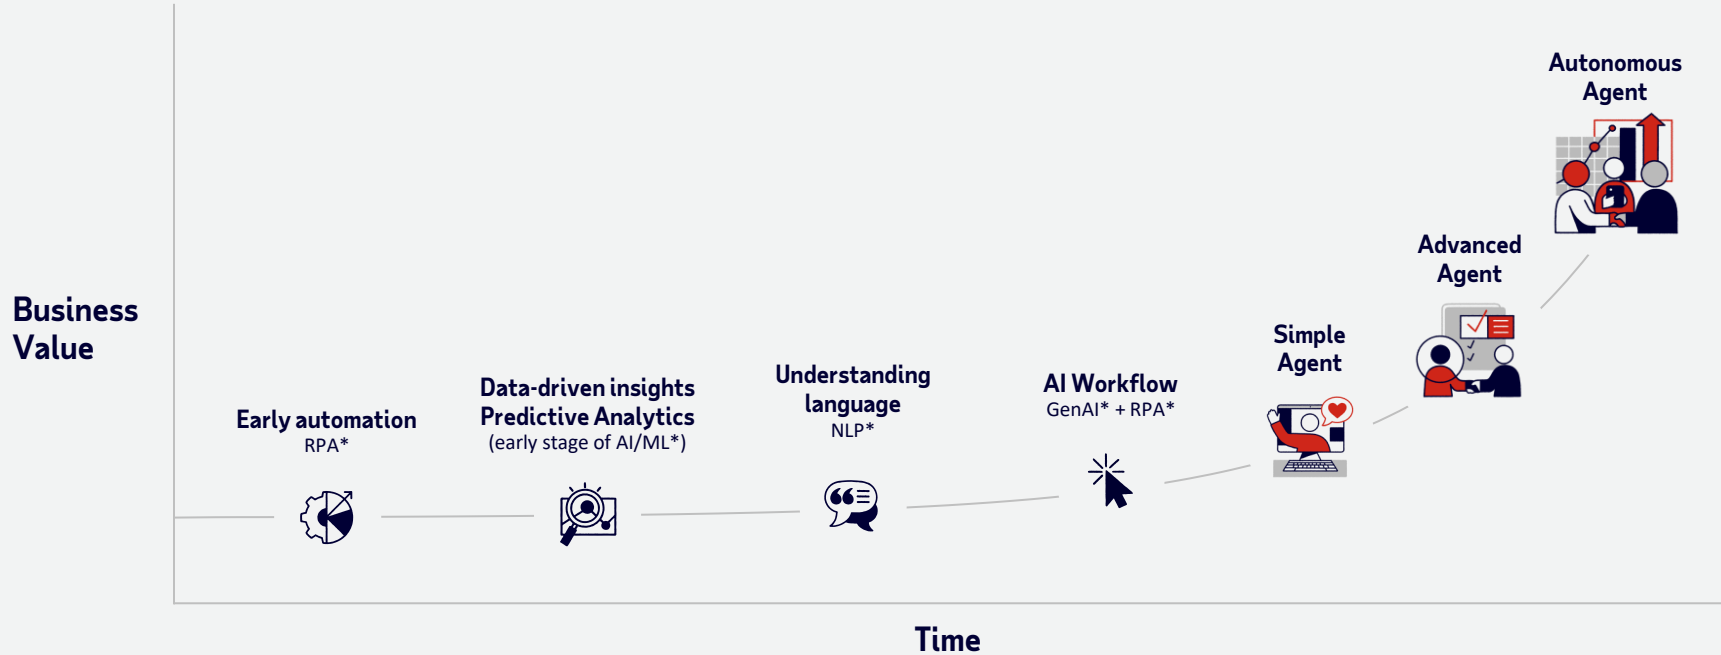 Business
Value
Early automation
RPA*
Data-driven insights
Predictive Analytics
(early stage of AI/ML*)
Understanding
language
NLP*
AI Workflow
GenAI* + RPA*
Simple
Agent
Advanced
Agent
Autonomous
Agent
Time